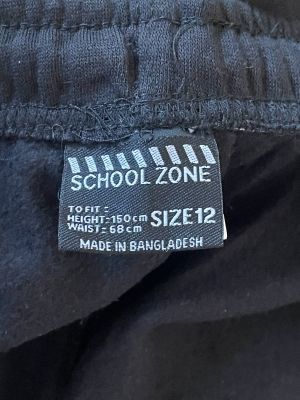 SCHOOL ZONE
TO FIT :-
HEIGHT:-150cm
WAIST:-68cm
SIZE 12
MADE IN BANGLADESH